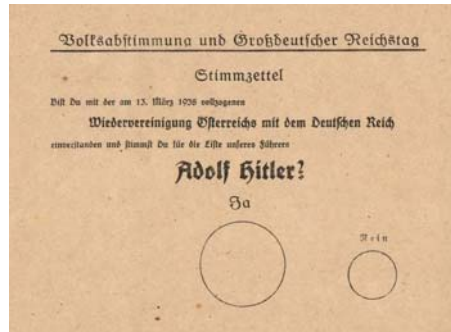 Volksabstimmung und Großdeutscher Reichstag
Stimmzettel
Bist Du mit der am 13. März 1938 vollzogenen
Wiedervereinigung Österreichs mit dem Deutschen Reich
einverstanden und stimmst Du für die Liste unseres Führers
Adolf Hitler?
Ja
Nein